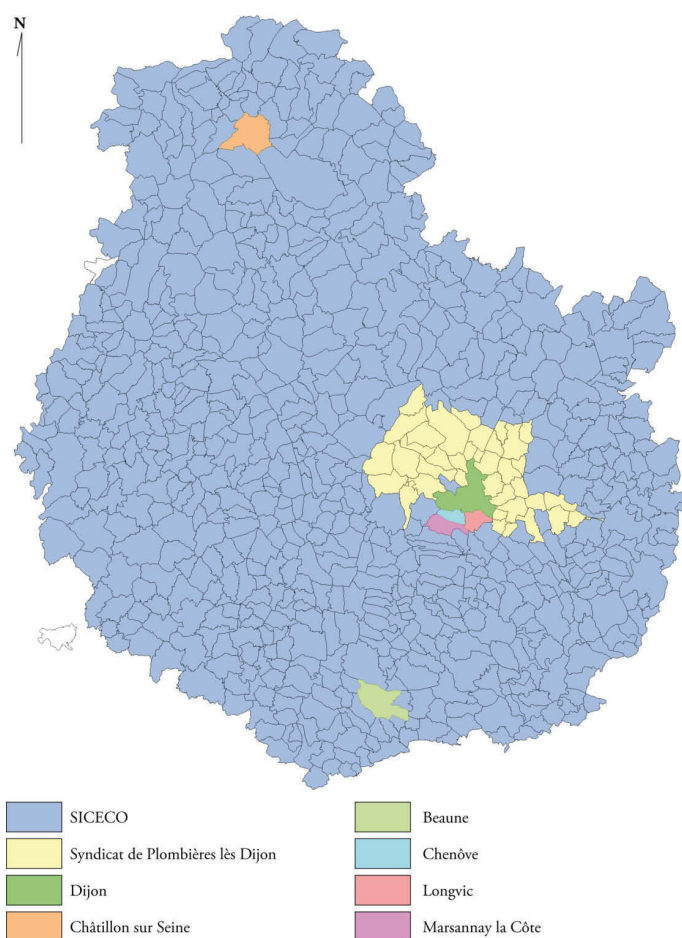 N
SICECO
Syndicat de Plombières lès Dijon
Dijon
Châtillon sur Seine
Beaune
Chenôve
Longvic
Marsannay la Côte